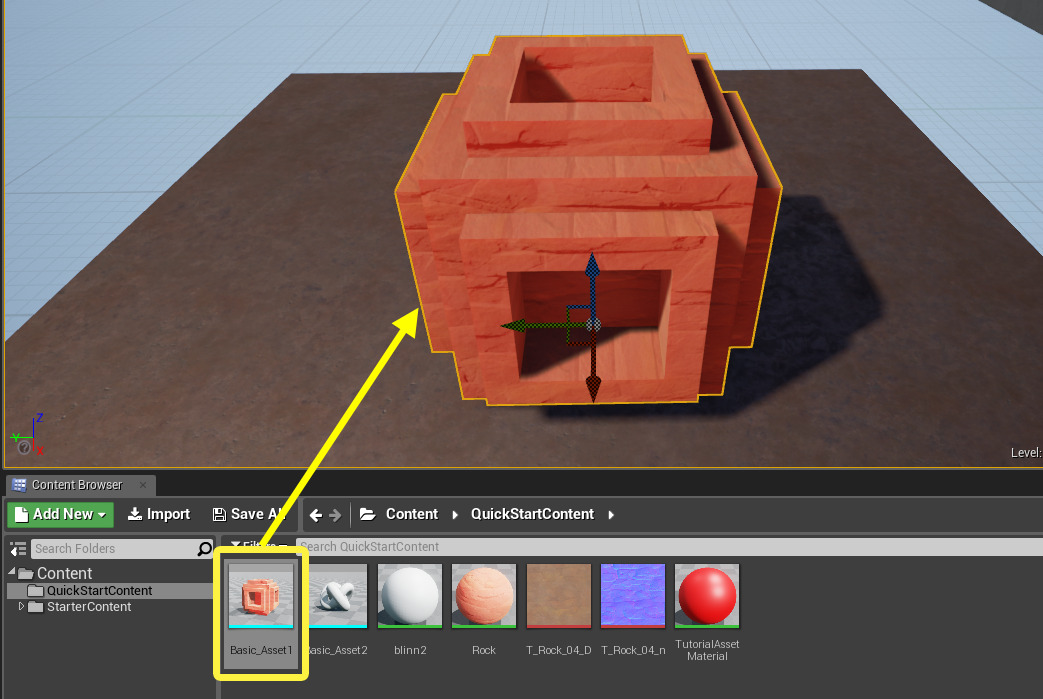 Z
Y
X
?
Level:
Content Browser
Add New
Import
Save Al
Content
QuickStartContent
Search Folders
Filters
Search QuickStartContent
Content
QuickStartContent
StarterContent
Basic_Asset1
Basic_Asset2
blinn2
Rock
T_Rock_04_D
T_Rock_04_n
TutorialAsset
Material